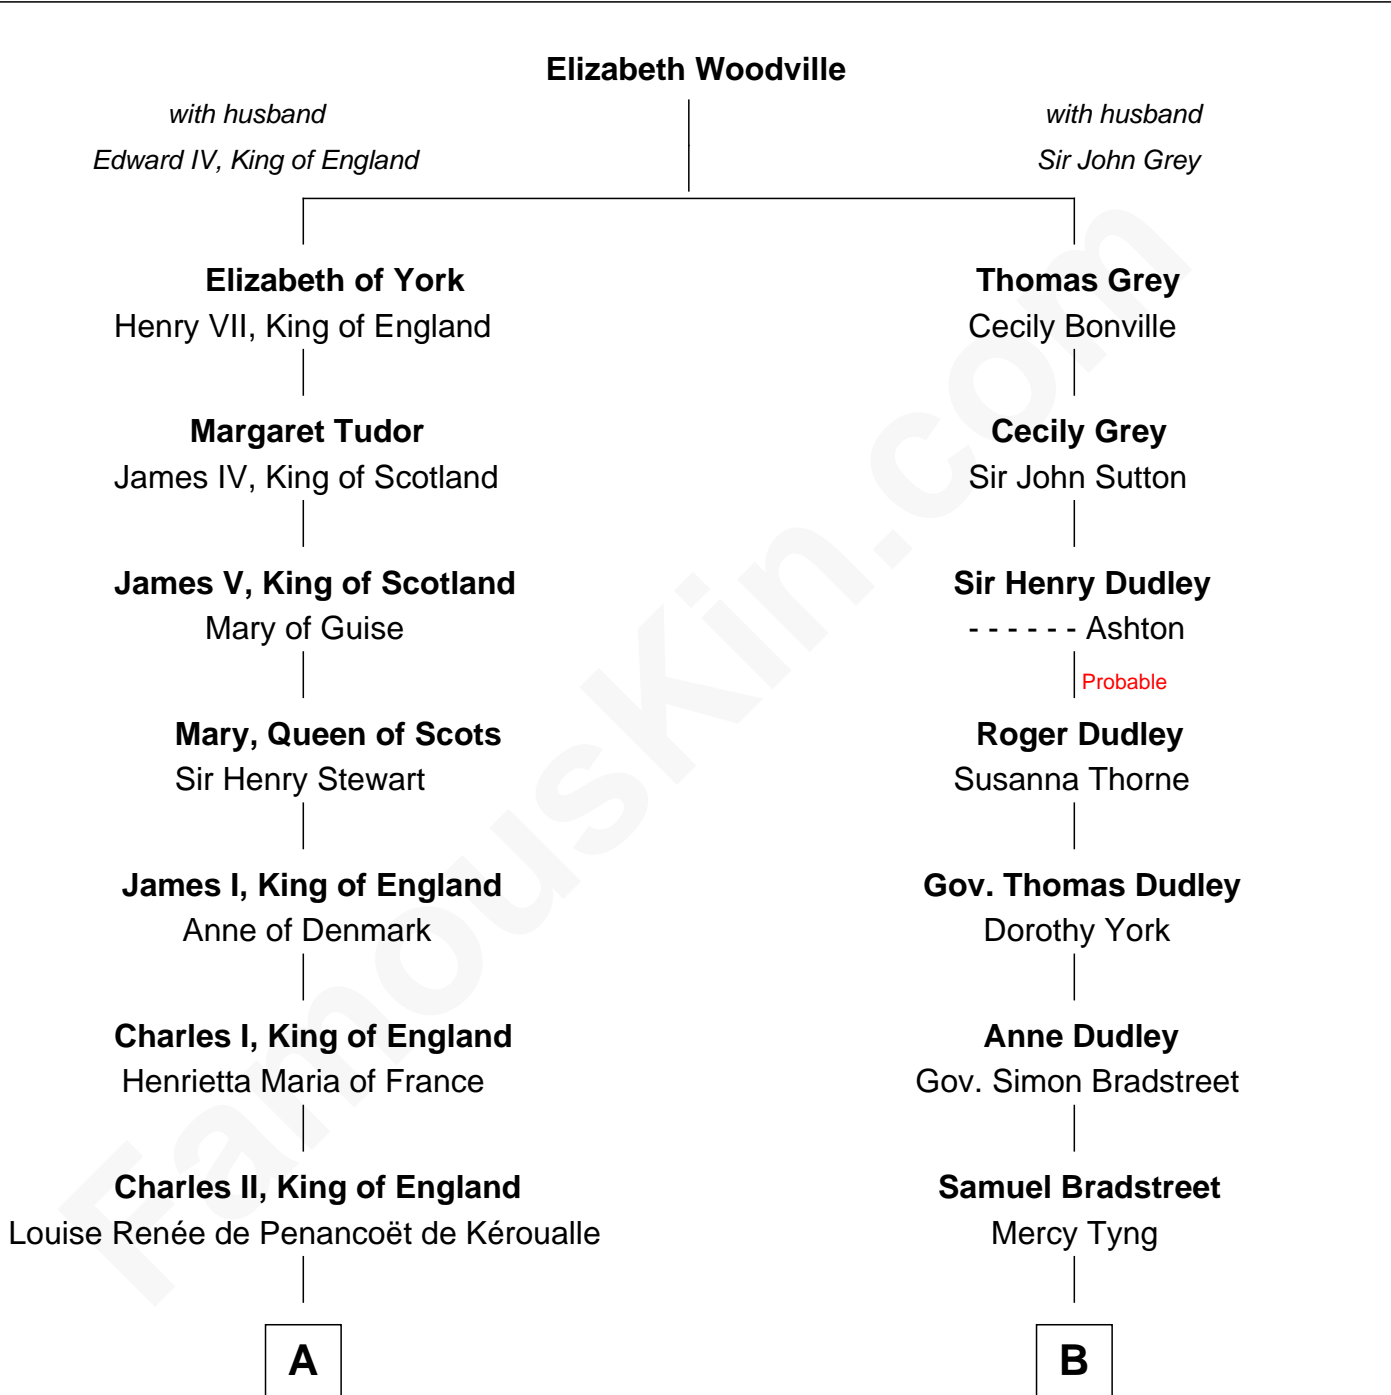 Elizabeth Woodville
with husband
Edward IV, King of England
with husband
Sir John Grey
Elizabeth of York
Henry VII, King of England
Thomas Grey
Cecily Bonville
Margaret Tudor
James IV, King of Scotland
Cecily Grey
Sir John Sutton
James V, King of Scotland
Mary of Guise
Sir Henry Dudley
- - - - - - Ashton
Probable
Mary, Queen of Scots
Sir Henry Stewart
Roger Dudley
Susanna Thorne
James I, King of England
Anne of Denmark
Gov. Thomas Dudley
Dorothy York
Charles I, King of England
Henrietta Maria of France
Anne Dudley
Gov. Simon Bradstreet
Charles II, King of England
Louise Renée de Penancoët de Kéroualle
Samuel Bradstreet
Mercy Tyng
A
B
FamousKin.com